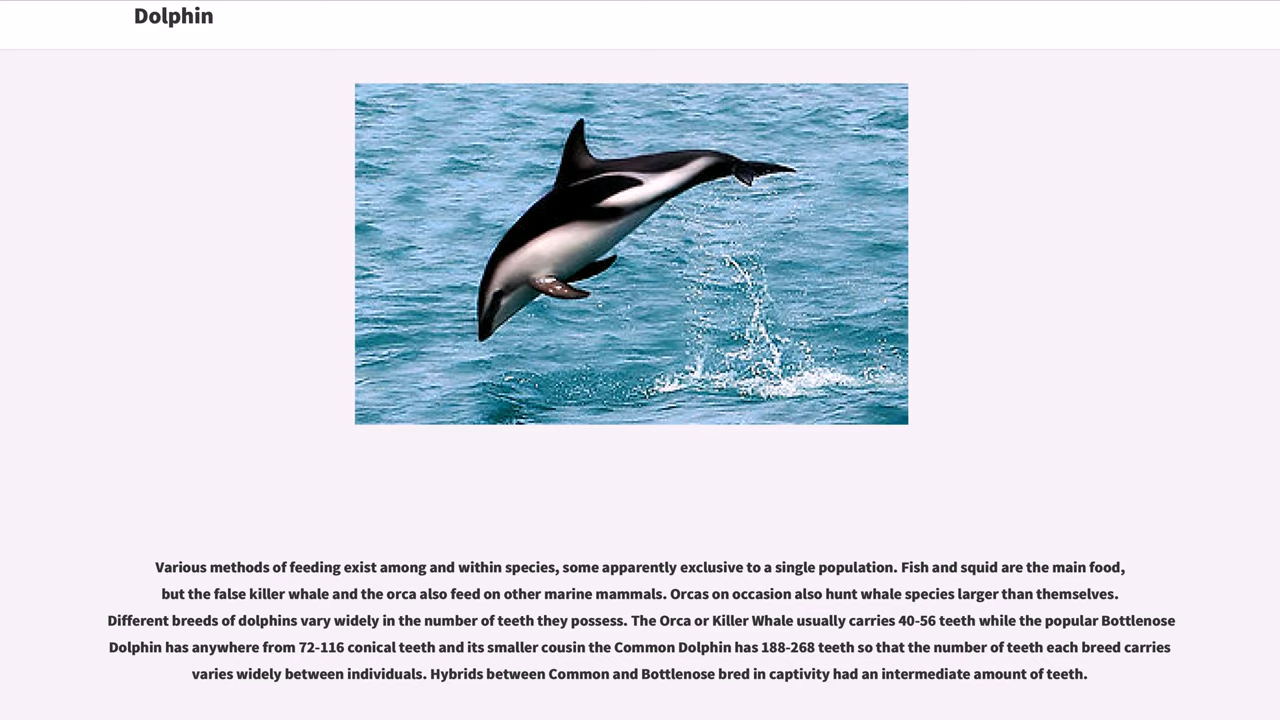 Dolphin
Various methods of feeding exist among and within species, some apparently exclusive to a single population. Fish and squid are the main food,
but the false killer whale and the orca also feed on other marine mammals. Orcas on occasion also hunt whale species larger than themselves.
Different breeds of dolphins vary widely in the number of teeth they possess. The Orca or Killer Whale usually carries 40-56 teeth while the popular Bottlenose
Dolphin has anywhere from 72-116 conical teeth and its smaller cousin the Common Dolphin has 188-268 teeth so that the number of teeth each breed carries
varies widely between individuals. Hybrids between Common and Bottlenose bred in captivity had an intermediate amount of teeth.